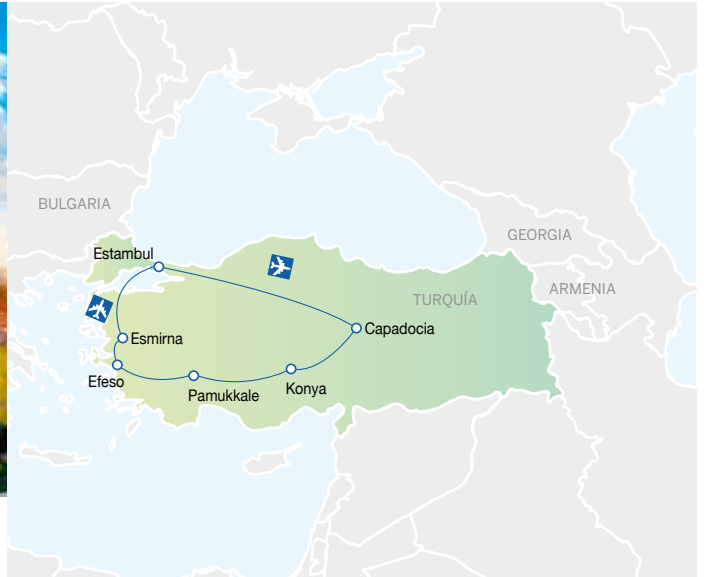 BULGARIA
GEORGIA
Estambul
ARMENIA
TURQUÍA
Capadocia
Esmirna
Efeso
Konya
Pamukkale